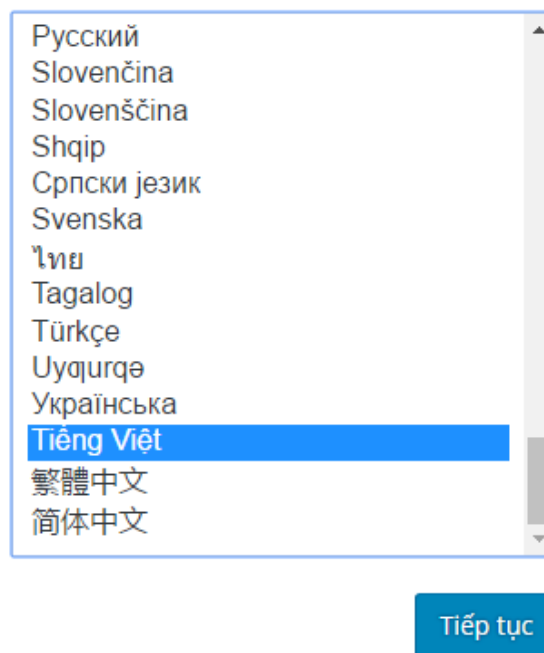 Русский
Slovenčina
Slovenščina
Shqip
Српски језик
Svenska
ไทย
Tagalog
Türkçe
Uyƣurqə
Українська
Tiếng Việt
繁體中文
简体中文
Tiếp tục